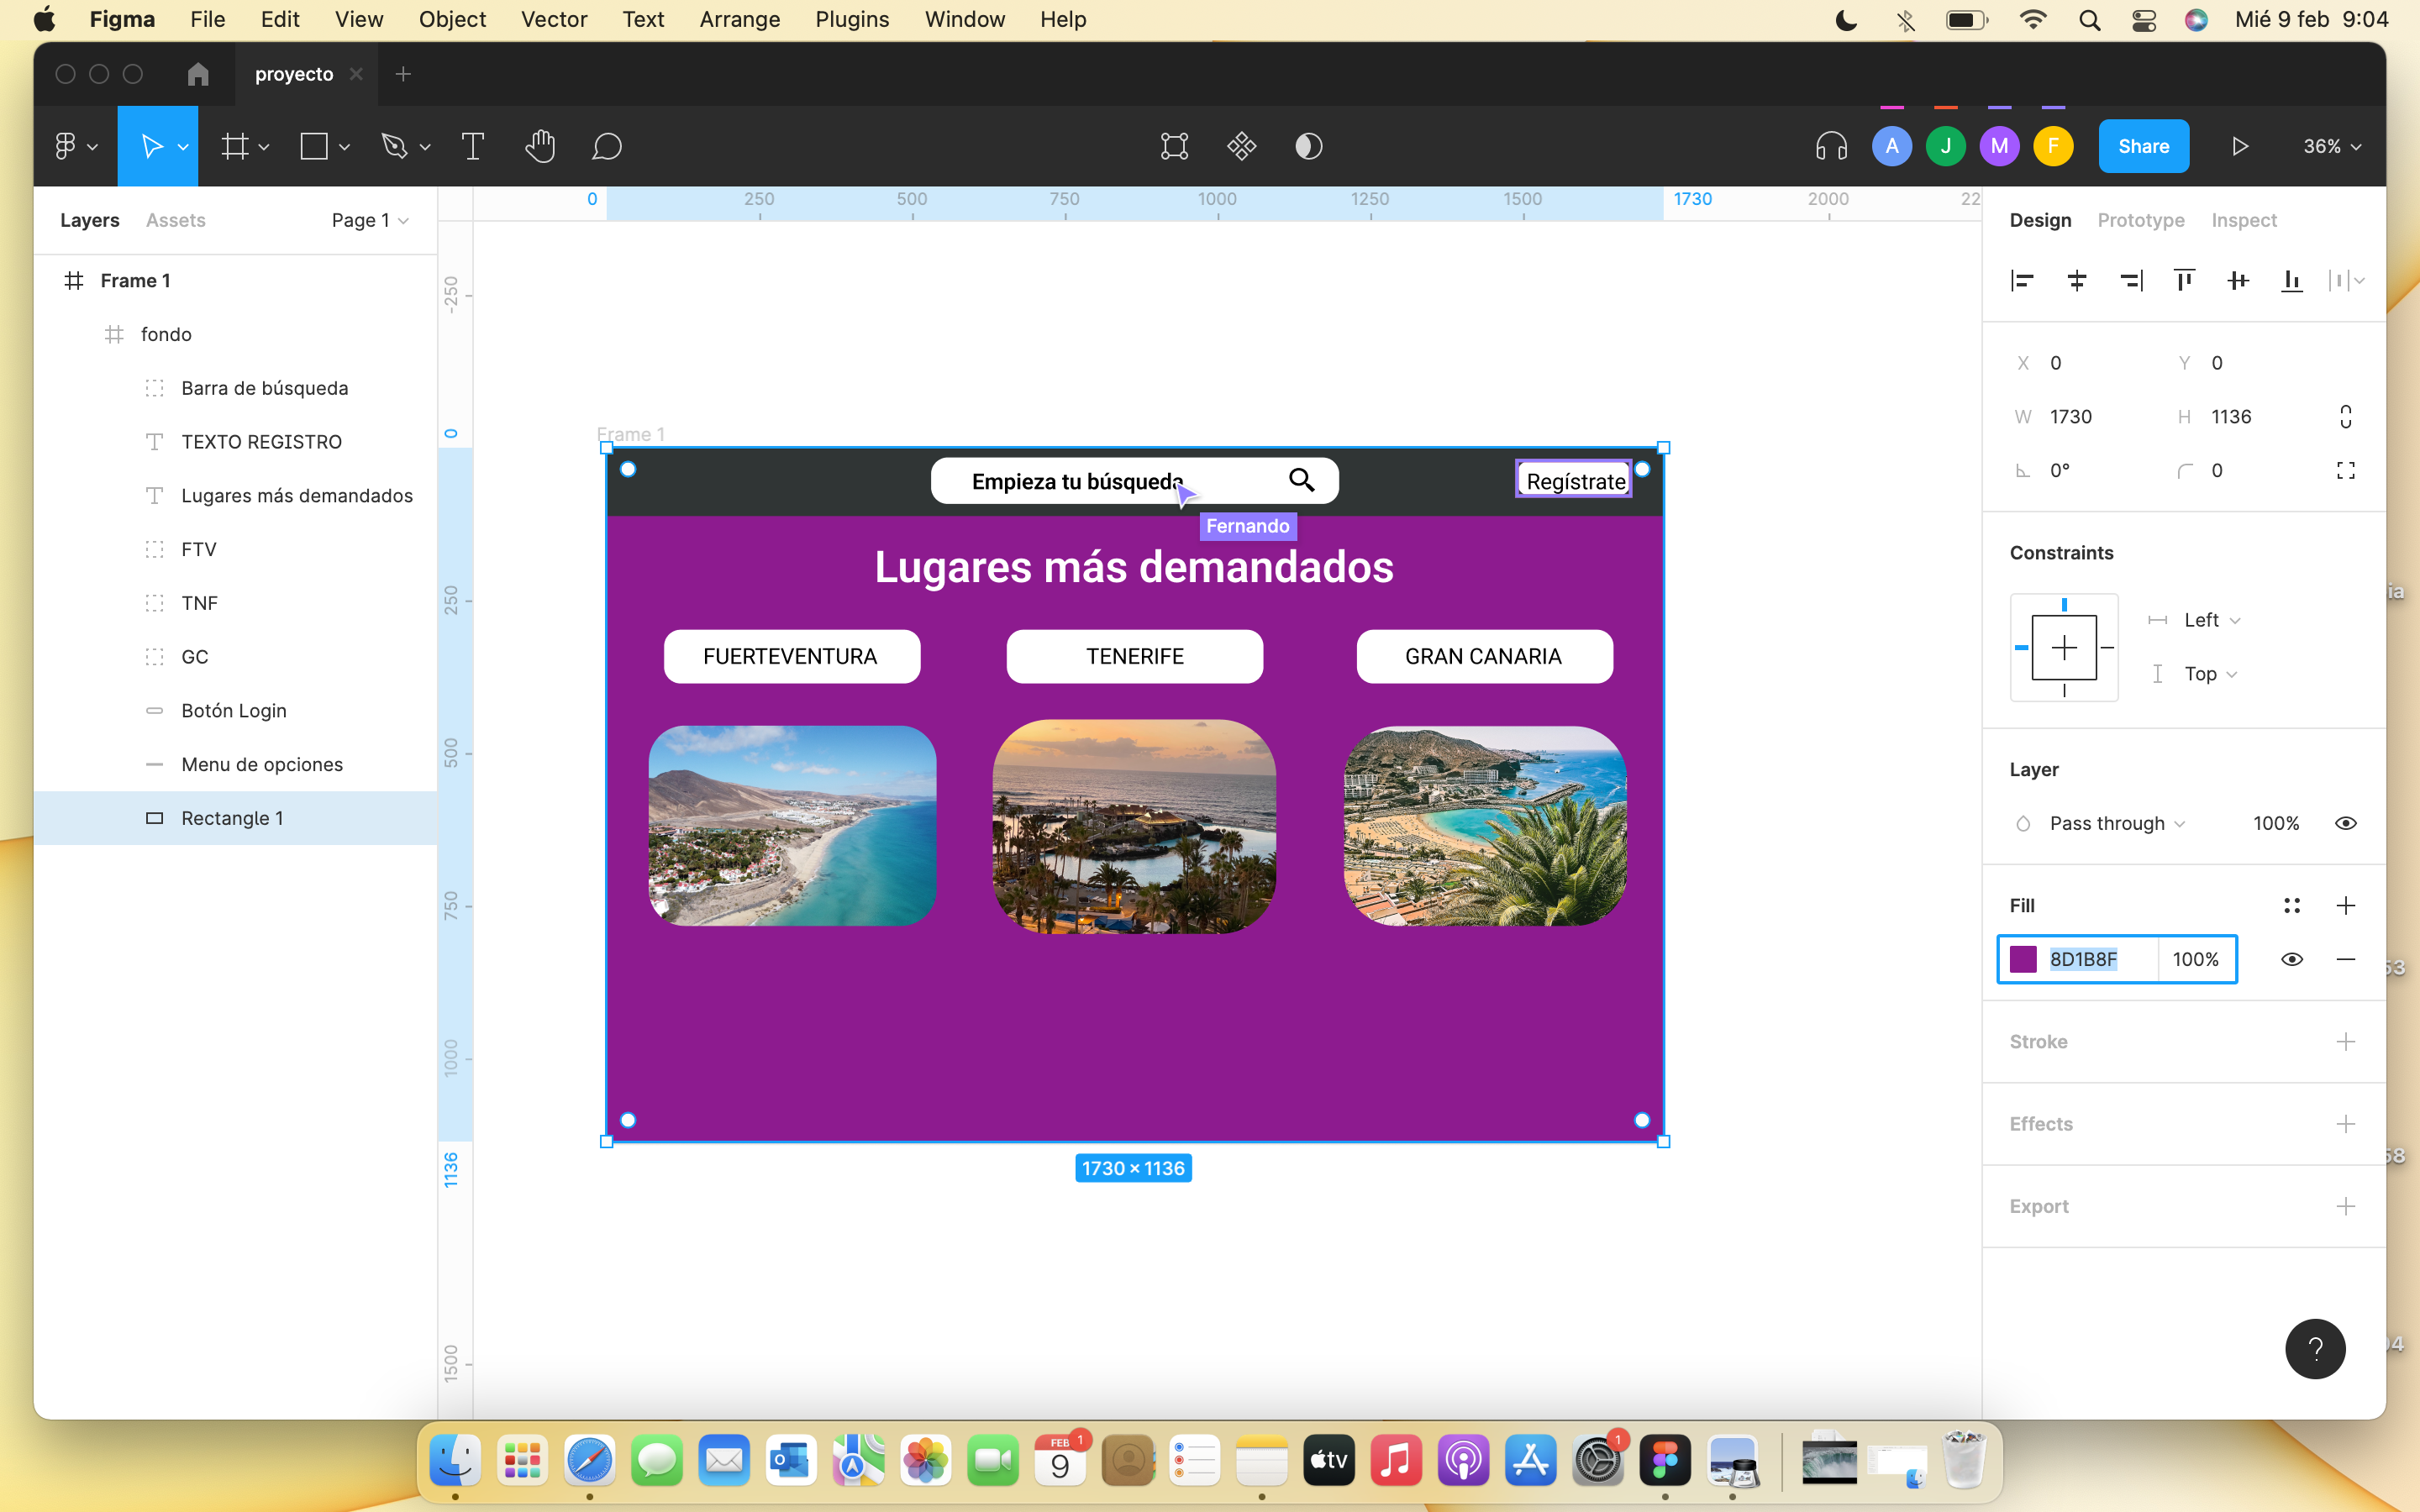 Figma File Edit View Object Vector Text Arrange Plugins Window Help Mié 9 feb 9:04
proyecto
A J M F Share 36%
Layers Assets Page 1
0 250 500 750 1000 1250 1500 1730 2000 22
Design Prototype Inspect
Frame 1
fondo
Barra de búsqueda
TEXTO REGISTRO
Lugares más demandados
FTV
TNF
GC
Botón Login
Menu de opciones
Rectangle 1
-250
0
250
500
750
1000
1136
1500
Frame 1
Empieza tu búsqueda
Regístrate
Fernando
Lugares más demandados
FUERTEVENTURA
TENERIFE
GRAN CANARIA
1730 × 1136
X 0 Y 0
W 1730 H 1136
0° 0
Constraints
Left
Top
Layer
Pass through 100%
Fill
8D1B8F 100%
Stroke
Effects
Export
?
ia
53
58
04
FEB 1
9
tv
1